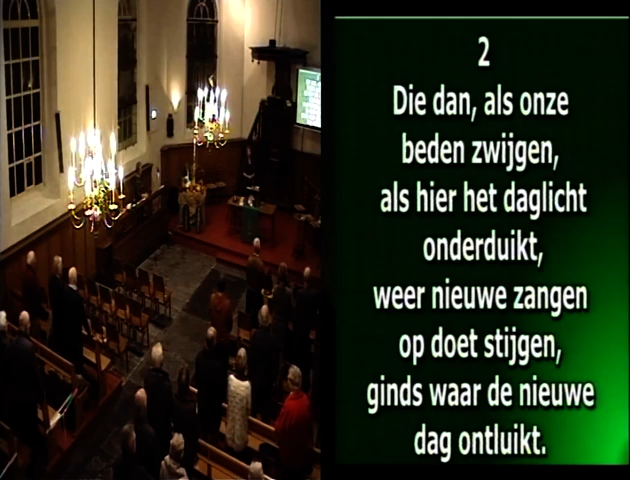 2
Die dan, als onze
beden zwijgen,
als hier het daglicht
onderduikt,
weer nieuwe zangen
op doet stijgen,
ginds waar de nieuwe
dag ontluikt.